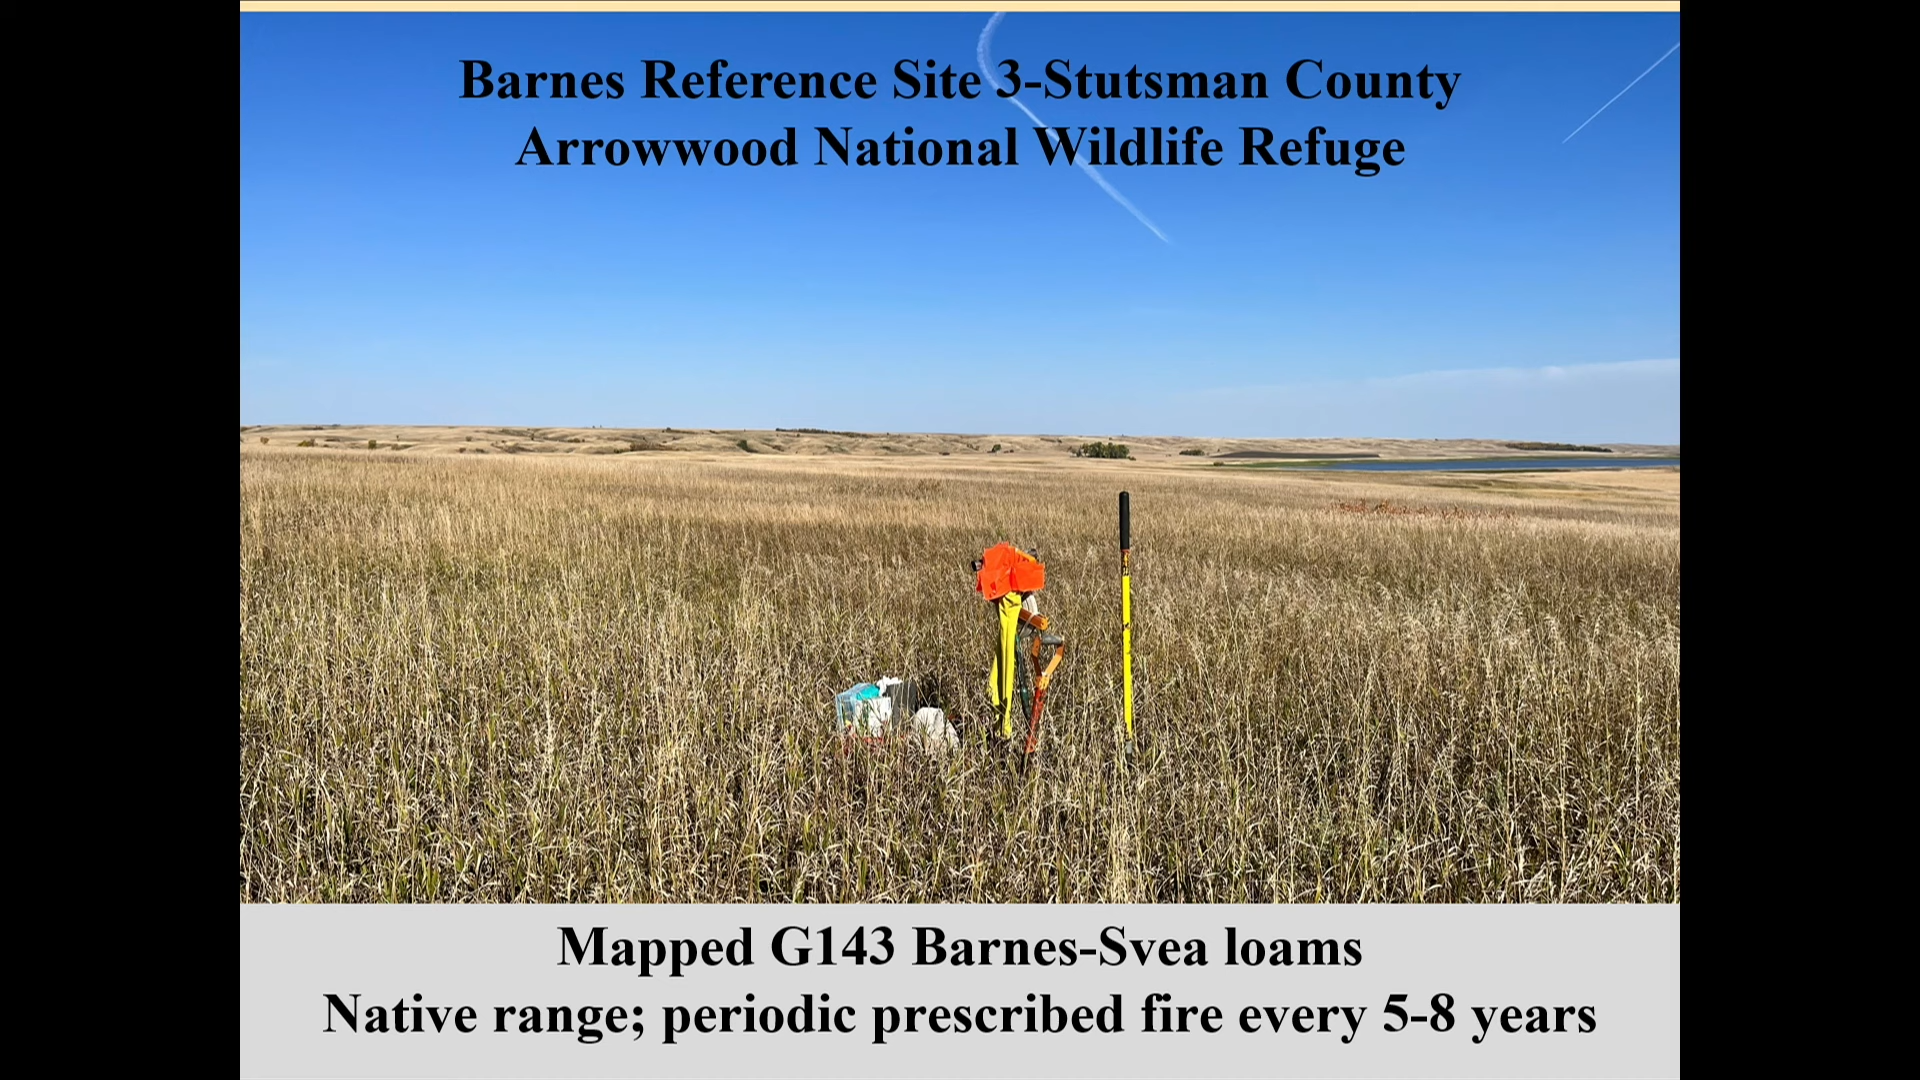 Barnes Reference Site 3-Stutsman County
Arrowwood National Wildlife Refuge
Mapped G143 Barnes-Svea loams
Native range; periodic prescribed fire every 5-8 years